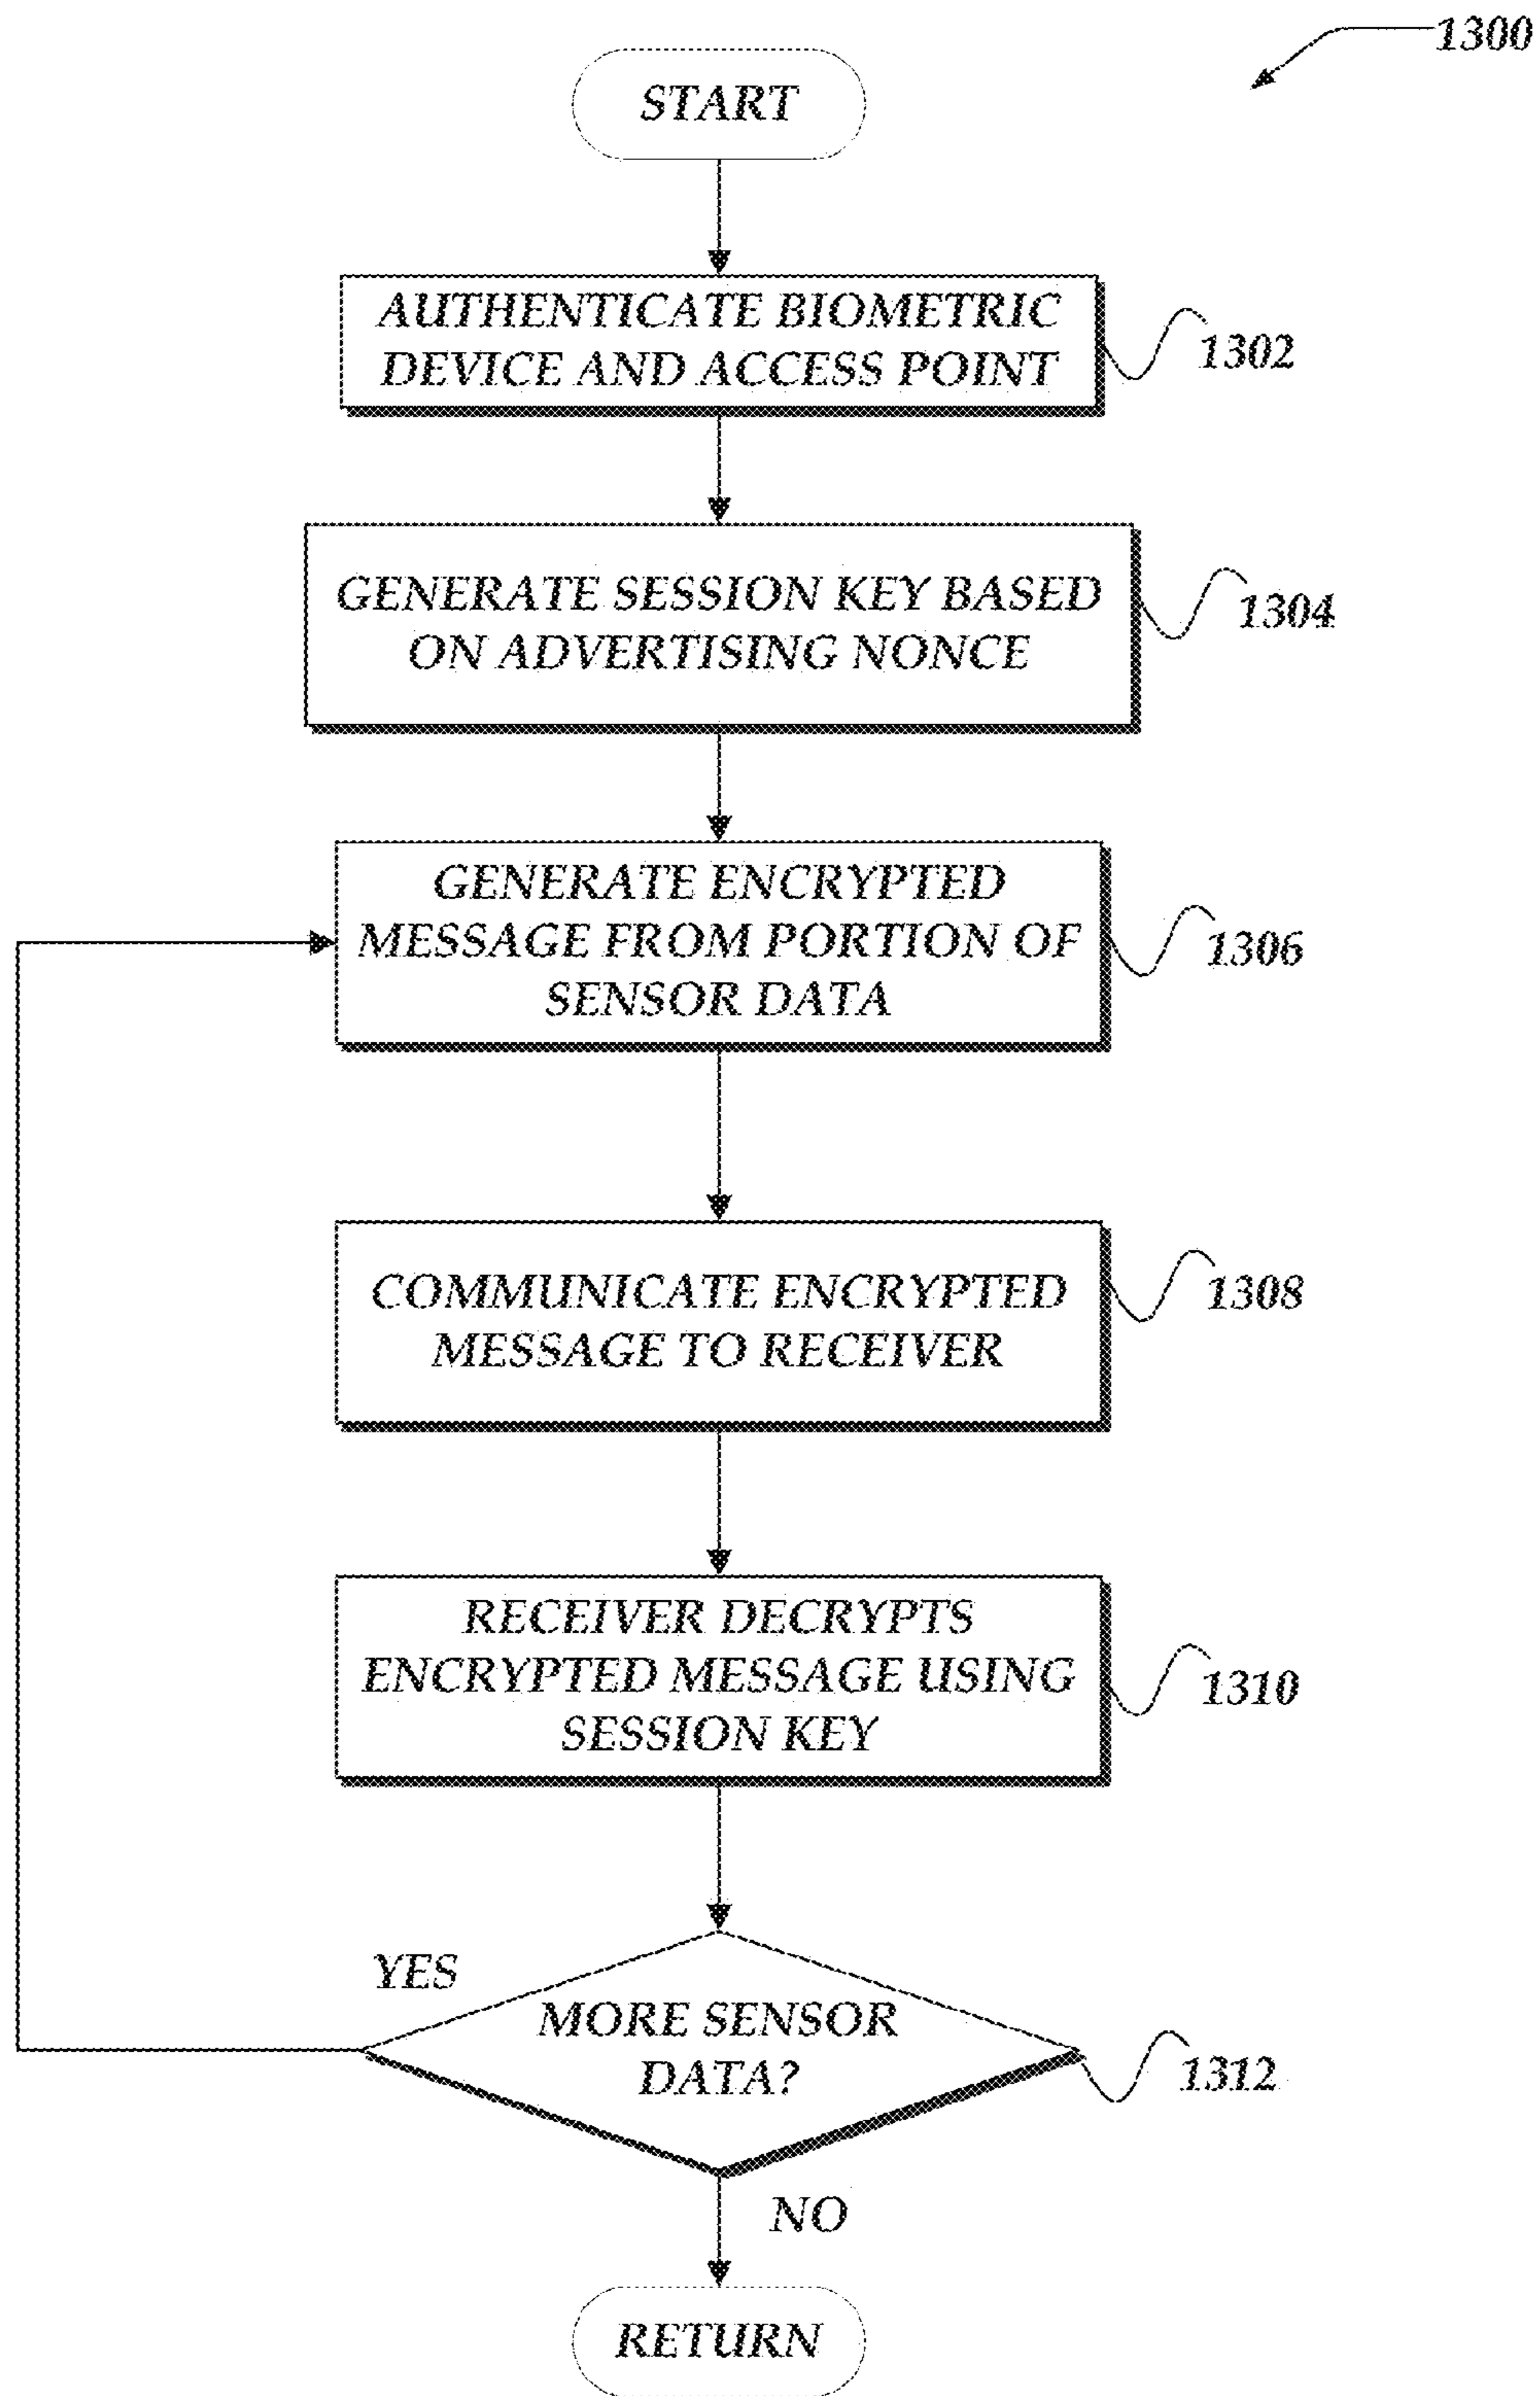 1300
START
AUTHENTICATE BIOMETRIC
DEVICE AND ACCESS POINT
1302
GENERATE SESSION KEY BASED
ON ADVERTISING NONCE
1304
GENERATE ENCRYPTED
MESSAGE FROM PORTION OF
SENSOR DATA
1306
COMMUNICATE ENCRYPTED
MESSAGE TO RECEIVER
1308
RECEIVER DECRYPTS
ENCRYPTED MESSAGE USING
SESSION KEY
1310
YES
MORE SENSOR
DATA?
1312
NO
RETURN